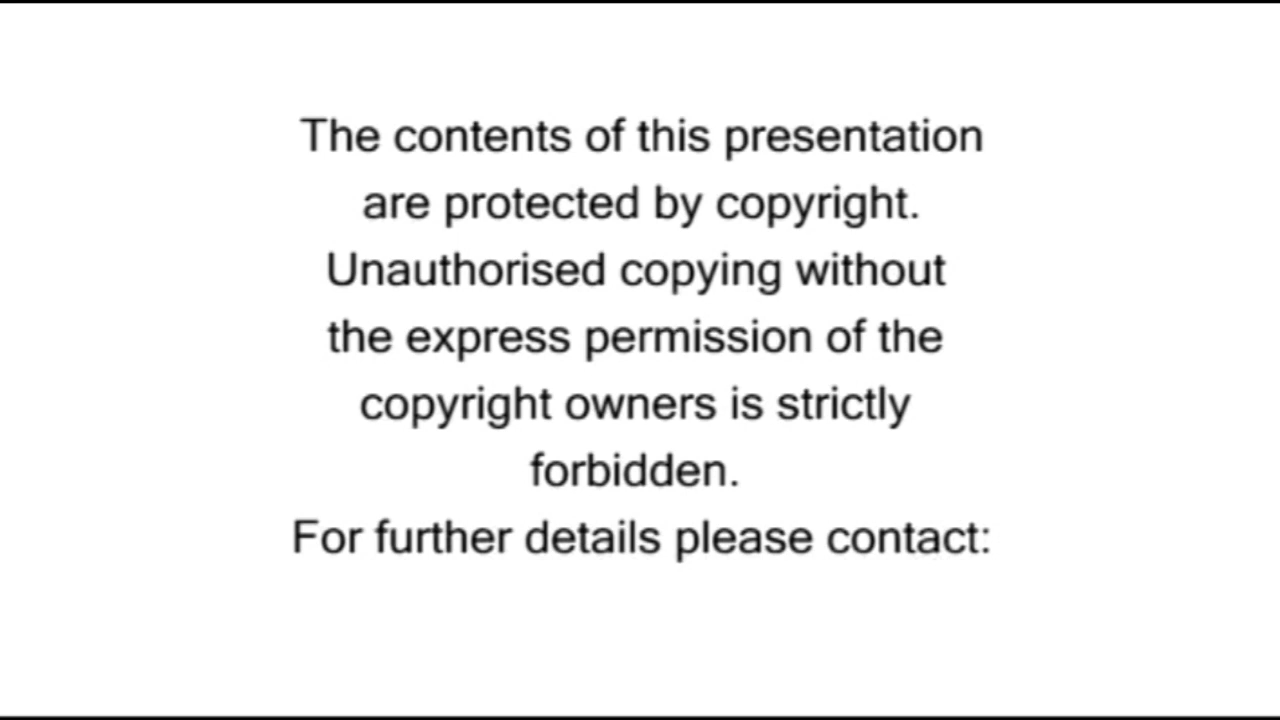 The contents of this presentation
are protected by copyright.
Unauthorised copying without
the express permission of the
copyright owners is strictly
forbidden.
For further details please contact: